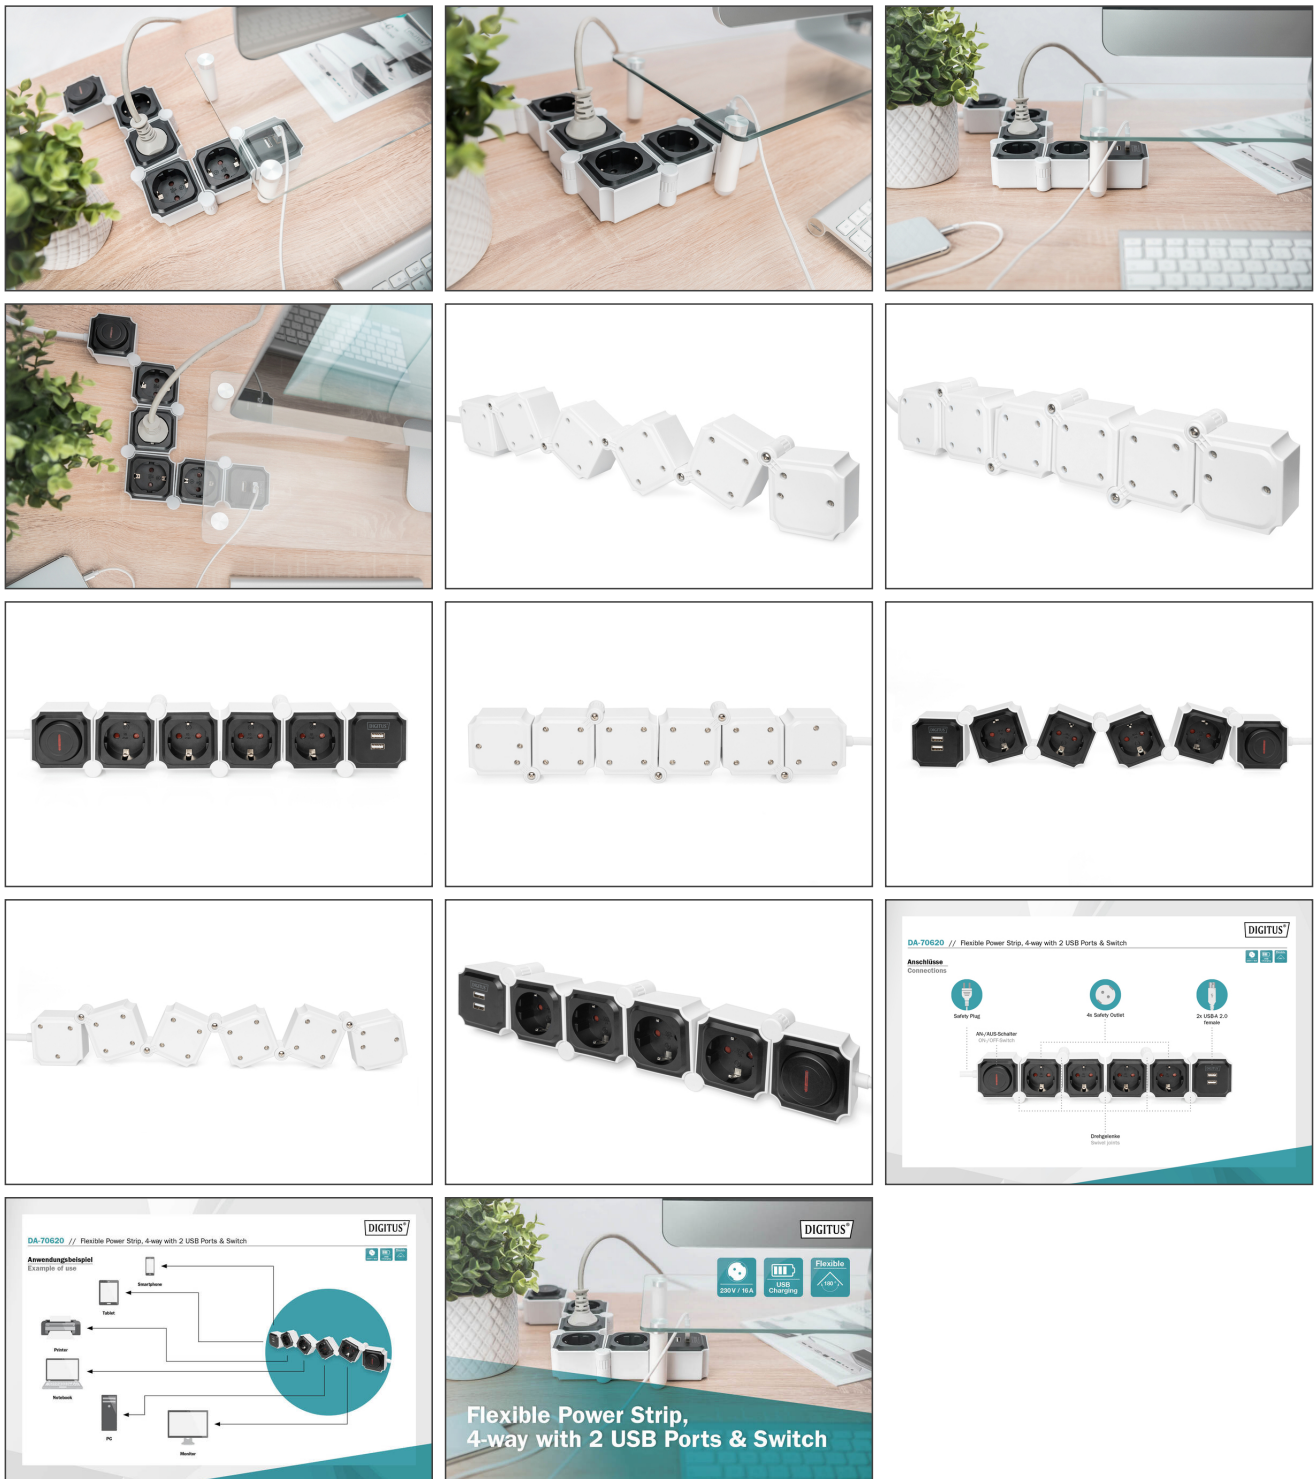 DIGITUS
DIGITUS®
DA-70620 // Flexible Power Strip, 4-way with 2 USB Ports & Switch
Anschlüsse
Connections
Safety Plug
4x Safety Outlet
2x USB-A 2.0
female
AN-/AUS-Schalter
ON-/OFF-Switch
Drehgelenke
Swivel joints
DIGITUS®
DA-70620 // Flexible Power Strip, 4-way with 2 USB Ports & Switch
Anwendungsbeispiel
Example of use
Smartphone
Tablet
Printer
Notebook
PC
Monitor
DIGITUS®
230V / 16A
USB
Charging
Flexible
180°
Flexible Power Strip,
4-way with 2 USB Ports & Switch